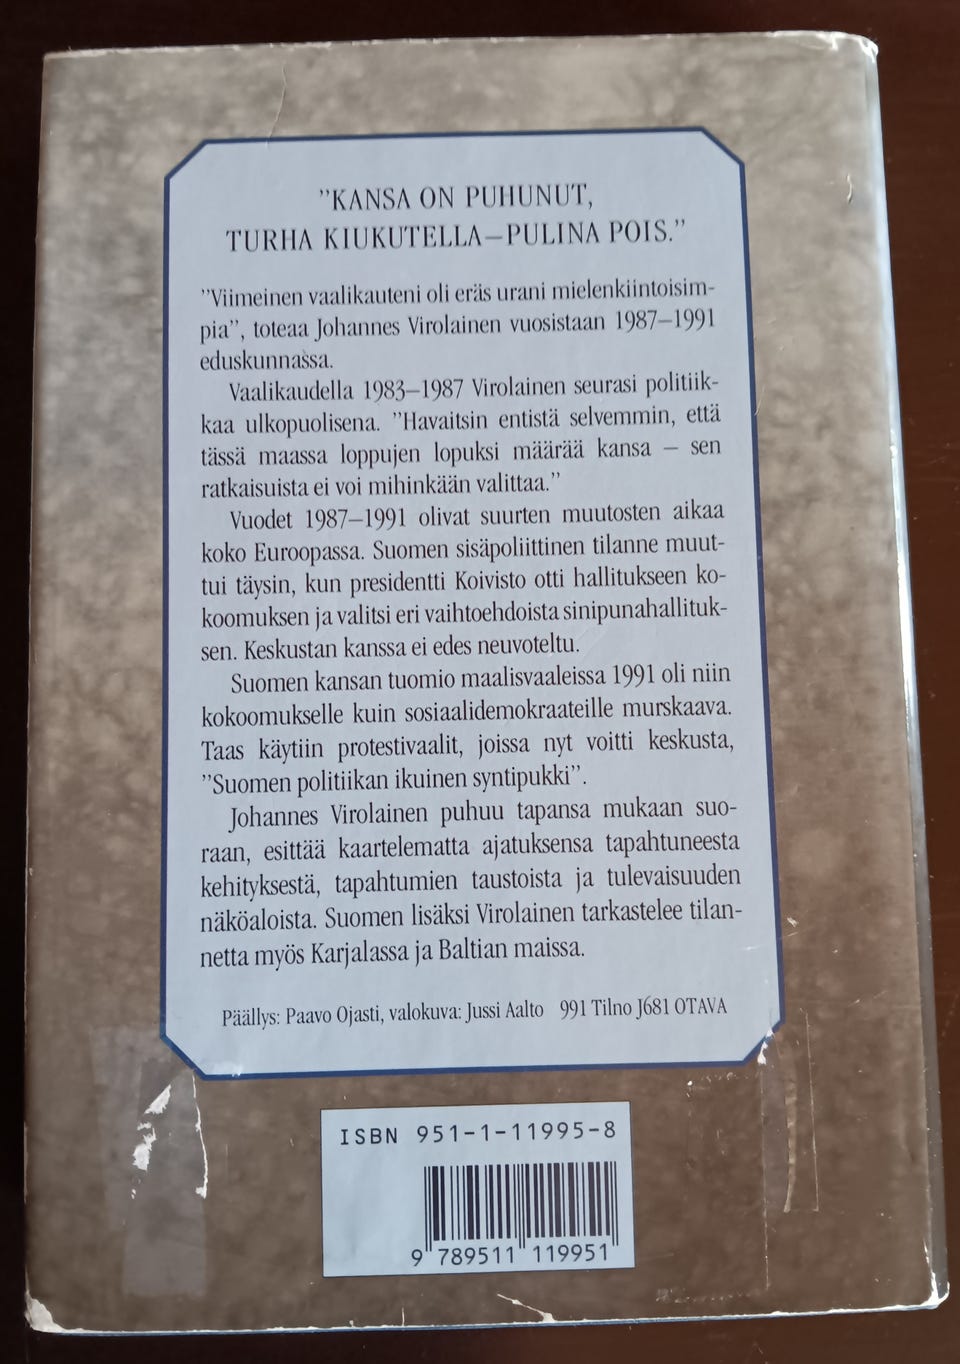 ”KANSA ON PUHUNUT,
TURHA KIUKUTELLA–PULINA POIS.”
”Viimeinen vaalikauteni oli eräs urani mielenkiintoisim-
pia”, toteaa Johannes Virolainen vuosistaan 1987–1991
eduskunnassa.
Vaalikaudella 1983–1987 Virolainen seurasi politiik-
kaa ulkopuolisena. ”Havaitsin entistä selvemmin, että
tässä maassa loppujen lopuksi määrää kansa – sen
ratkaisuista ei voi mihinkään valittaa.”
Vuodet 1987–1991 olivat suurten muutosten aikaa
koko Euroopassa. Suomen sisäpoliittinen tilanne muut-
tui täysin, kun presidentti Koivisto otti hallitukseen ko-
koomuksen ja valitsi eri vaihtoehdoista sinipunahallituk-
sen. Keskustan kanssa ei edes neuvoteltu.
Suomen kansan tuomio maalisvaaleissa 1991 oli niin
kokoomukselle kuin sosiaalidemokraateille murskaava.
Taas käytiin protestivaalit, joissa nyt voitti keskusta,
”Suomen politiikan ikuinen syntipukki”.
Johannes Virolainen puhuu tapansa mukaan suo-
raan, esittää kaartelematta ajatuksensa tapahtuneesta
kehityksestä, tapahtumien taustoista ja tulevaisuuden
näköaloista. Suomen lisäksi Virolainen tarkastelee tilan-
netta myös Karjalassa ja Baltian maissa.
Päällys: Paavo Ojasti, valokuva: Jussi Aalto 991 Tilno J681 OTAVA
ISBN 951-1-11995-8
9 789511 119951